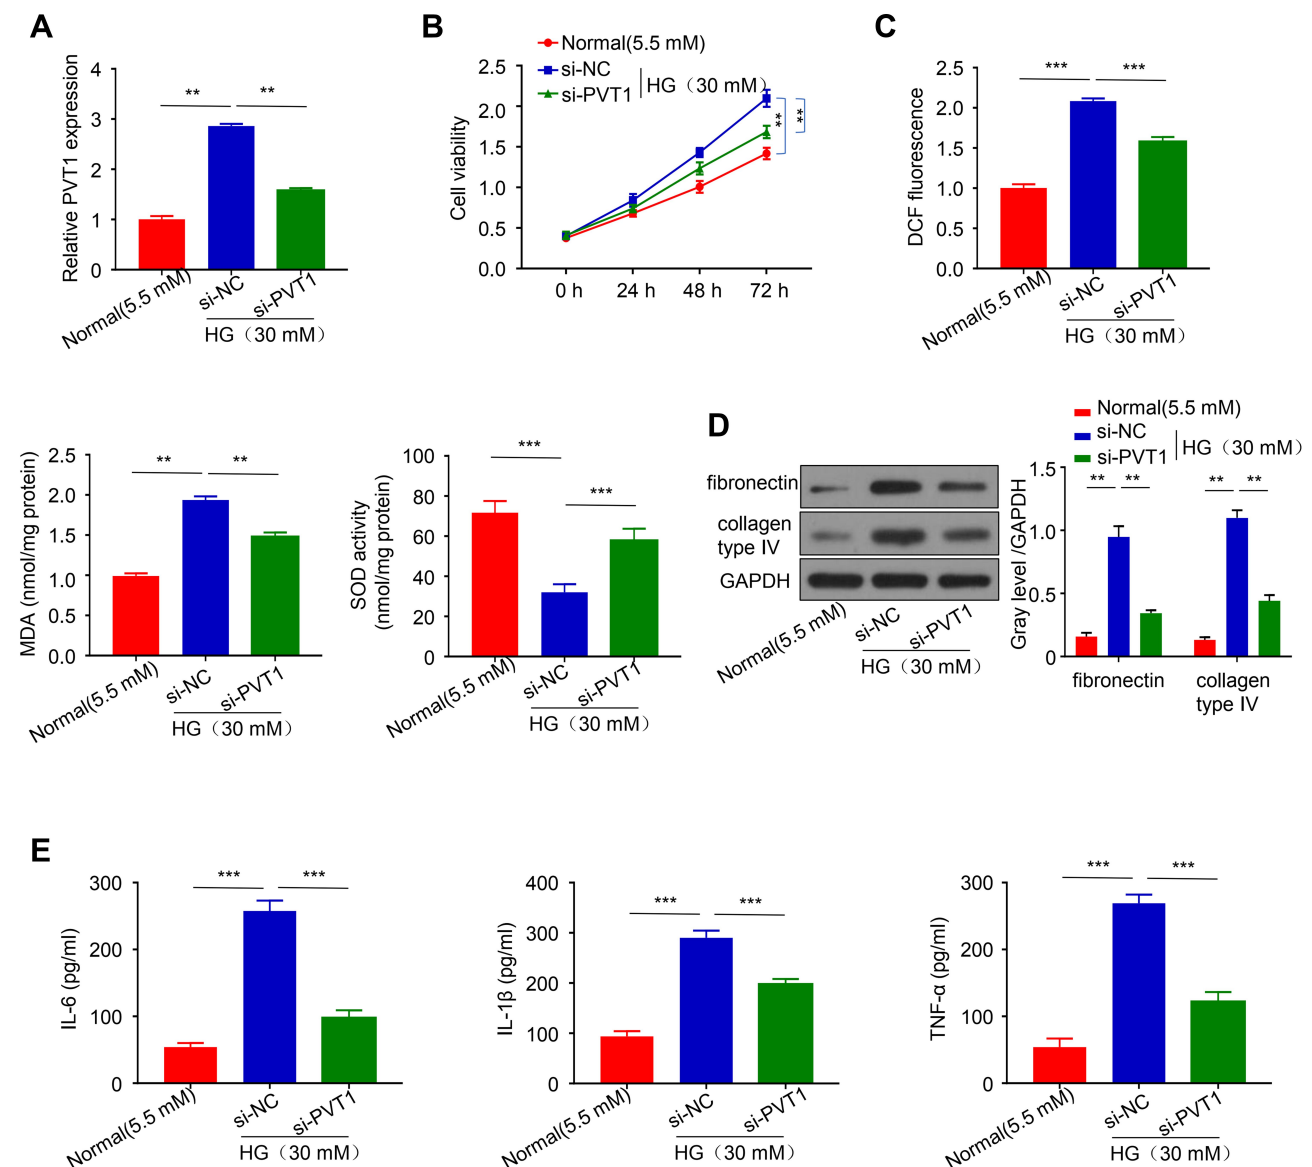 A
Relative PVT1 expression
4
3
2
1
0
**
**
Normal(5.5 mM)
si-NC
si-PVT1
HG（30 mM）
B
Normal(5.5 mM)
si-NC
si-PVT1
HG（30 mM）
Cell viability
2.5
2.0
1.5
1.0
0.5
0.0
**
**
0 h
24 h
48 h
72 h
C
DCF fluorescence
2.5
2.0
1.5
1.0
0.5
0.0
***
***
Normal(5.5 mM)
si-NC
si-PVT1
HG（30 mM）
MDA (nmol/mg protein)
2.5
2.0
1.5
1.0
0.5
0.0
**
**
Normal(5.5 mM)
si-NC
si-PVT1
HG（30 mM）
SOD activity
(nmol/mg protein)
100
80
60
40
20
0
***
***
Normal(5.5 mM)
si-NC
si-PVT1
HG（30 mM）
D
fibronectin
collagen
type IV
GAPDH
Normal(5.5 mM)
si-NC
si-PVT1
HG（30 mM）
Normal(5.5 mM)
si-NC
si-PVT1
HG（30 mM）
Gray level /GAPDH
1.5
1.0
0.5
0
**
**
**
**
fibronectin
collagen
type IV
E
IL-6 (pg/ml)
300
200
100
0
***
***
Normal(5.5 mM)
si-NC
si-PVT1
HG（30 mM）
IL-1β (pg/ml)
400
300
200
100
0
***
***
Normal(5.5 mM)
si-NC
si-PVT1
HG（30 mM）
TNF-α (pg/ml)
300
200
100
0
***
***
Normal(5.5 mM)
si-NC
si-PVT1
HG（30 mM）